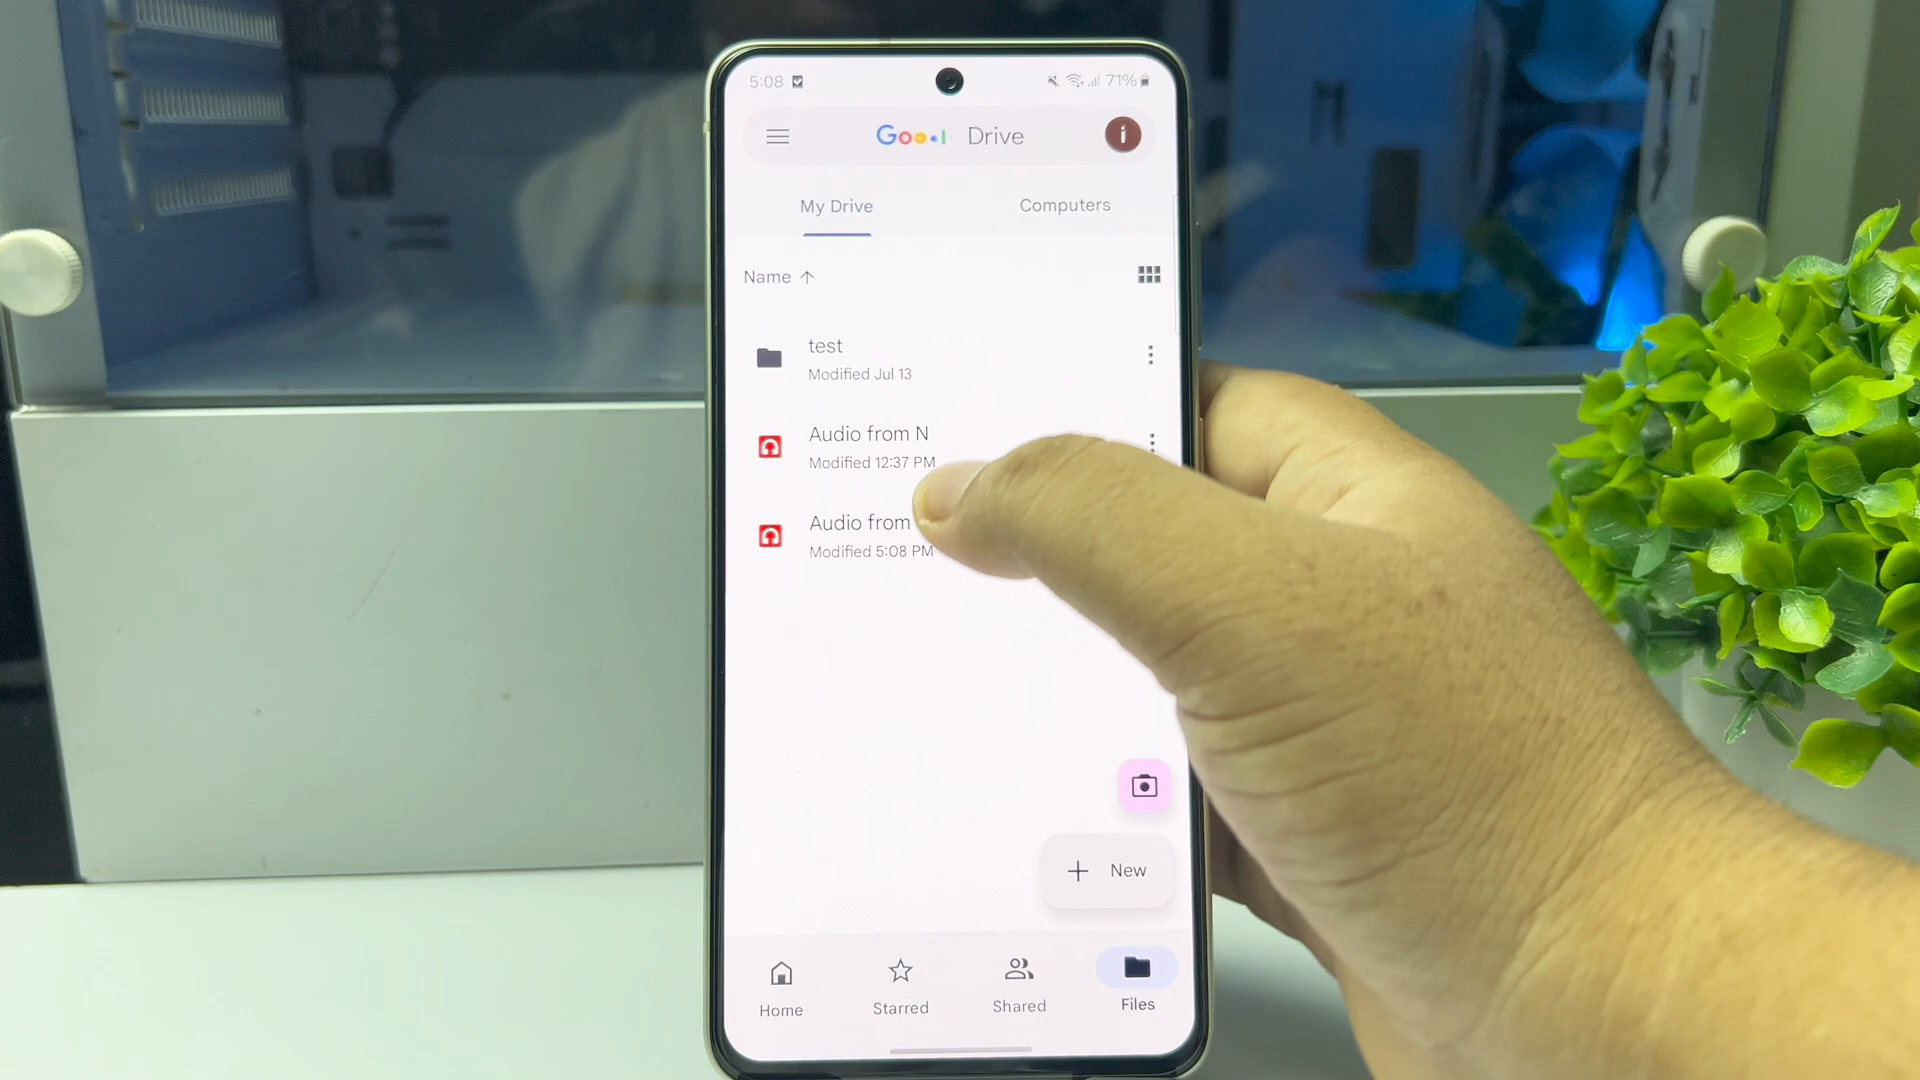 5:08 71%
Drive
My Drive Computers
Name
test
Modified Jul 13
Audio from N
Modified 12:37 PM
Audio from
Modified 5:08 PM
New
Home Starred Shared Files